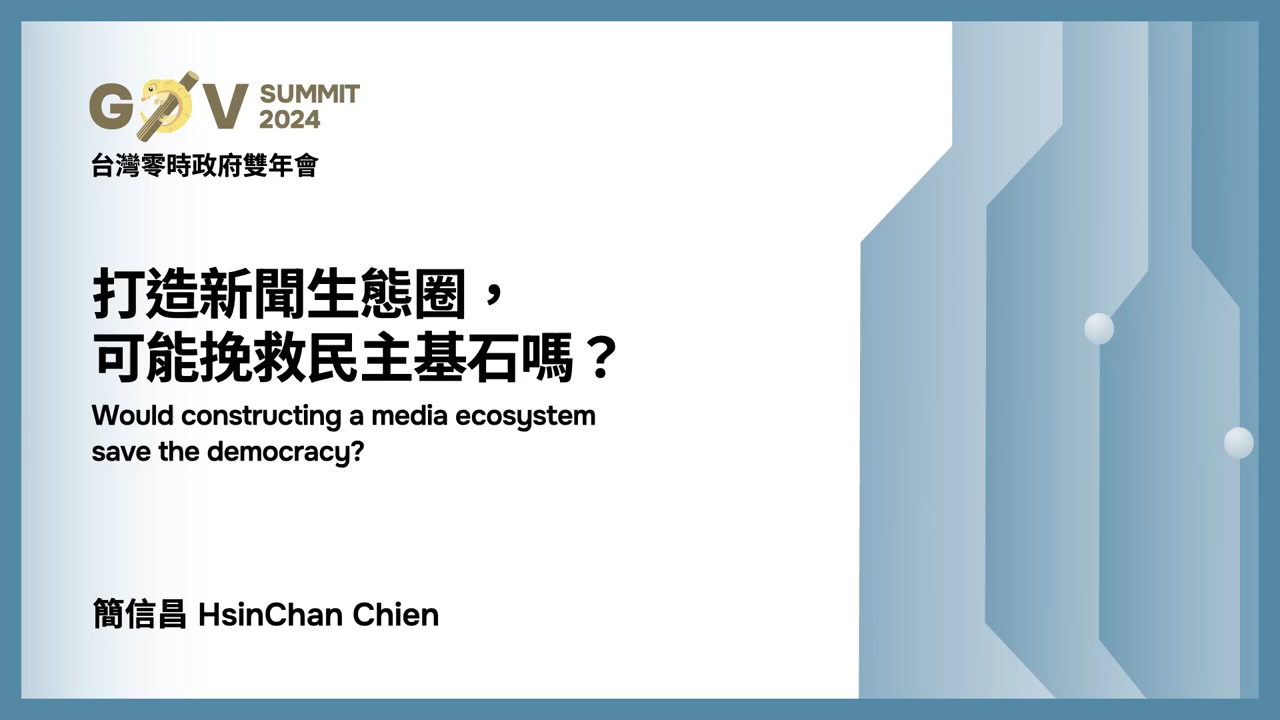 G0V SUMMIT 2024
台灣零時政府雙年會
打造新聞生態圈，
可能挽救民主基石嗎？
Would constructing a media ecosystem
save the democracy?
簡信昌 HsinChan Chien